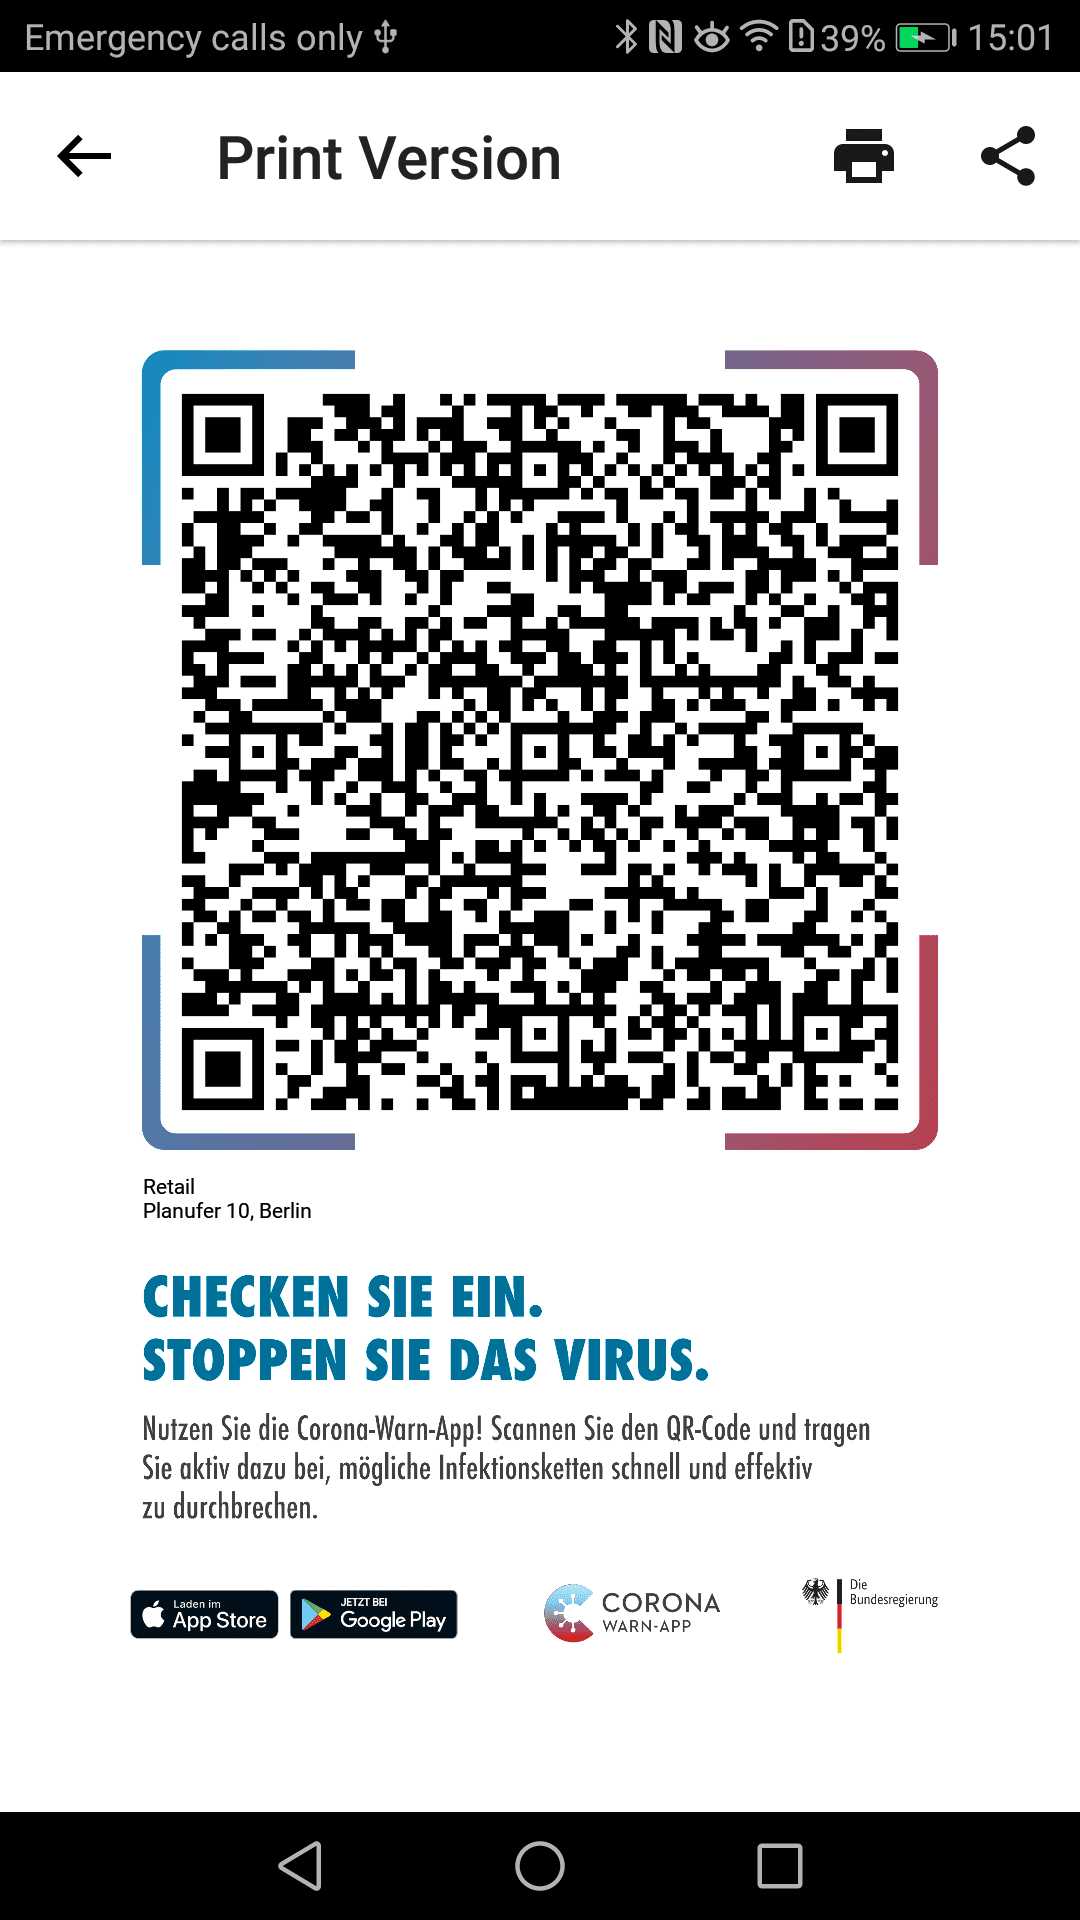 Emergency calls only
39%
15:01
Print Version
Retail
Planufer 10, Berlin
CHECKEN SIE EIN.
STOPPEN SIE DAS VIRUS.
Nutzen Sie die Corona-Warn-App! Scannen Sie den QR-Code und tragen
Sie aktiv dazu bei, mögliche Infektionsketten schnell und effektiv
zu durchbrechen.
Laden im
App Store
JETZT BEI
Google Play
CORONA
WARN-APP
Die
Bundesregierung